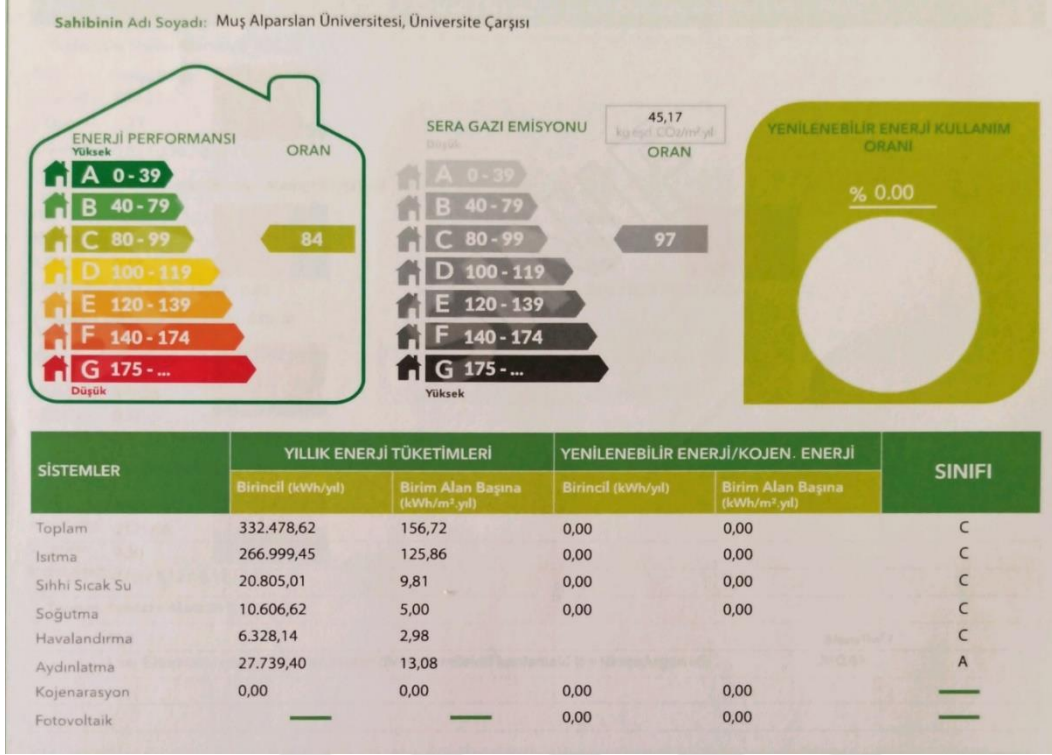 Sahibinin Adı Soyadı: Muş Alparslan Üniversitesi, Üniversite Çarşısı
ENERJİ PERFORMANSI
Yüksek
ORAN
A 0 - 39
B 40 - 79
C 80 - 99
84
D 100 - 119
E 120 - 139
F 140 - 174
G 175 - ...
Düşük
SERA GAZI EMİSYONU
Düşük
45,17
kg eşd. CO2/m² yıl
ORAN
A 0 - 39
B 40 - 79
C 80 - 99
97
D 100 - 119
E 120 - 139
F 140 - 174
G 175 - ...
Yüksek
YENİLENEBİLİR ENERJİ KULLANIM
ORANI
% 0.00
SİSTEMLER
YILLIK ENERJİ TÜKETİMLERİ
YENİLENEBİLİR ENERJİ/KOJEN. ENERJİ
SINIFI
Birincil (kWh/yıl)
Birim Alan Başına
(kWh/m².yıl)
Birincil (kWh/yıl)
Birim Alan Başına
(kWh/m².yıl)
Toplam 332.478,62 156,72 0,00 0,00 C
Isıtma 266.999,45 125,86 0,00 0,00 C
Sıhhi Sıcak Su 20.805,01 9,81 0,00 0,00 C
Soğutma 10.606,62 5,00 0,00 0,00 C
Havalandırma 6.328,14 2,98 C
Aydınlatma 27.739,40 13,08 A
Kojenarasyon 0,00 0,00 0,00 0,00
Fotovoltaik 0,00 0,00